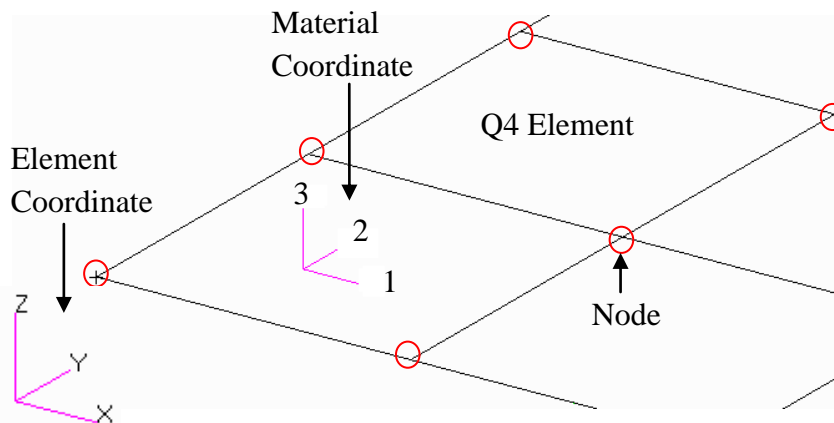 Material
Coordinate
Q4 Element
Element
Coordinate
3
2
1
Node
Z
Y
X